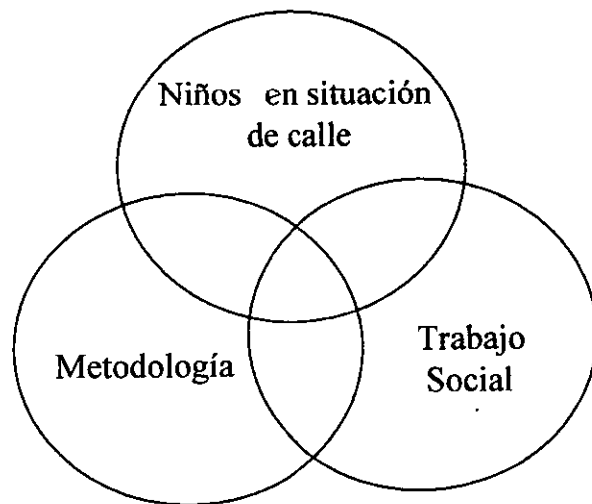 Niños en situación
de calle
Metodología
Trabajo
Social